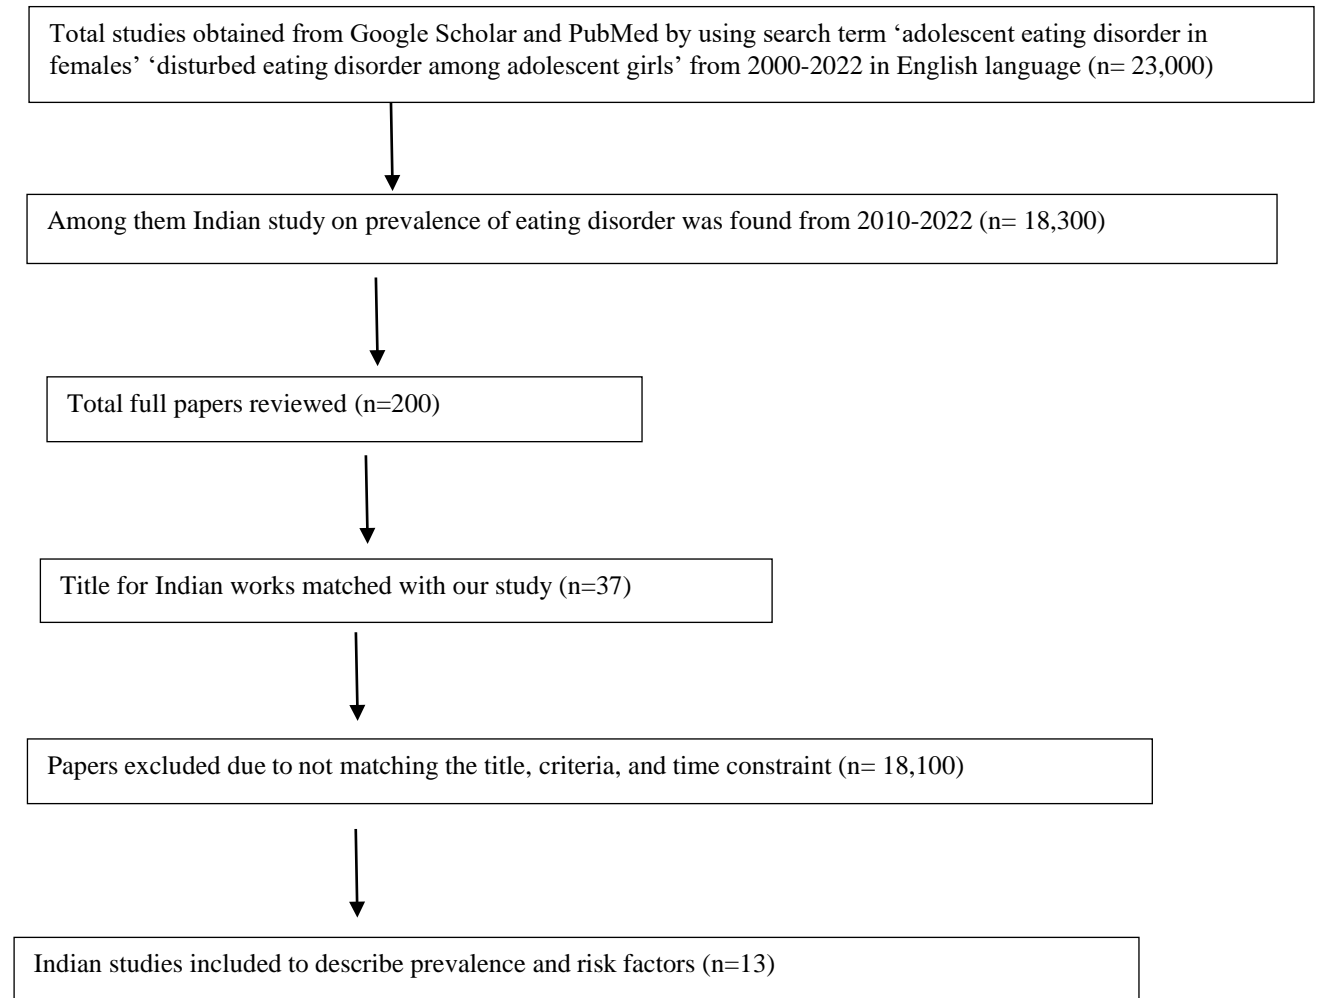 Total studies obtained from Google Scholar and PubMed by using search term ‘adolescent eating disorder in
females’ ‘disturbed eating disorder among adolescent girls’ from 2000-2022 in English language (n= 23,000)
Among them Indian study on prevalence of eating disorder was found from 2010-2022 (n= 18,300)
Total full papers reviewed (n=200)
Title for Indian works matched with our study (n=37)
Papers excluded due to not matching the title, criteria, and time constraint (n= 18,100)
Indian studies included to describe prevalence and risk factors (n=13)